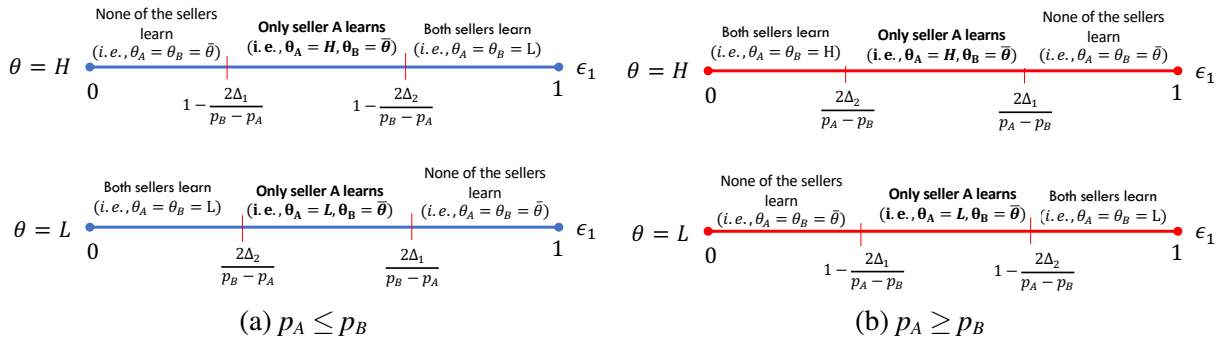 None of the sellers learn
(i.e., θ_A = θ_B = θ̄)
Only seller A learns
(i.e., θ_A = H, θ_B = θ̄)
Both sellers learn
(i.e., θ_A = θ_B = L)
θ = H
0
1 − 2Δ_1 / (p_B − p_A)
1 − 2Δ_2 / (p_B − p_A)
1
ϵ_1
Both sellers learn
(i.e., θ_A = θ_B = L)
Only seller A learns
(i.e., θ_A = L, θ_B = θ̄)
None of the sellers learn
(i.e., θ_A = θ_B = θ̄)
θ = L
0
2Δ_2 / (p_B − p_A)
2Δ_1 / (p_B − p_A)
1
ϵ_1
(a) p_A ≤ p_B
Both sellers learn
(i.e., θ_A = θ_B = H)
Only seller A learns
(i.e., θ_A = H, θ_B = θ̄)
None of the sellers learn
(i.e., θ_A = θ_B = θ̄)
θ = H
0
2Δ_2 / (p_A − p_B)
2Δ_1 / (p_A − p_B)
1
ϵ_1
None of the sellers learn
(i.e., θ_A = θ_B = θ̄)
Only seller A learns
(i.e., θ_A = L, θ_B = θ̄)
Both sellers learn
(i.e., θ_A = θ_B = L)
θ = L
0
1 − 2Δ_1 / (p_A − p_B)
1 − 2Δ_2 / (p_A − p_B)
1
ϵ_1
(b) p_A ≥ p_B